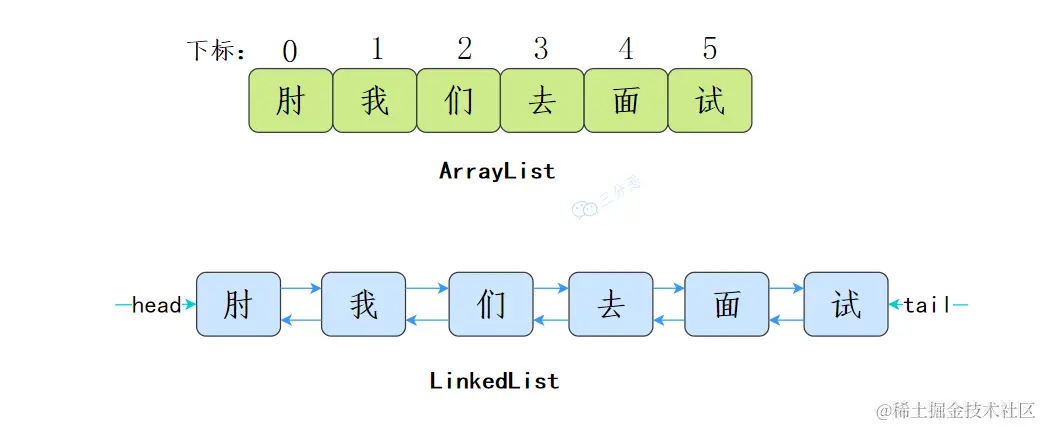 下标: 0 1 2 3 4 5
肘 我 们 去 面 试
ArrayList
三分恶
head 肘 我 们 去 面 试 tail
LinkedList
@稀土掘金技术社区